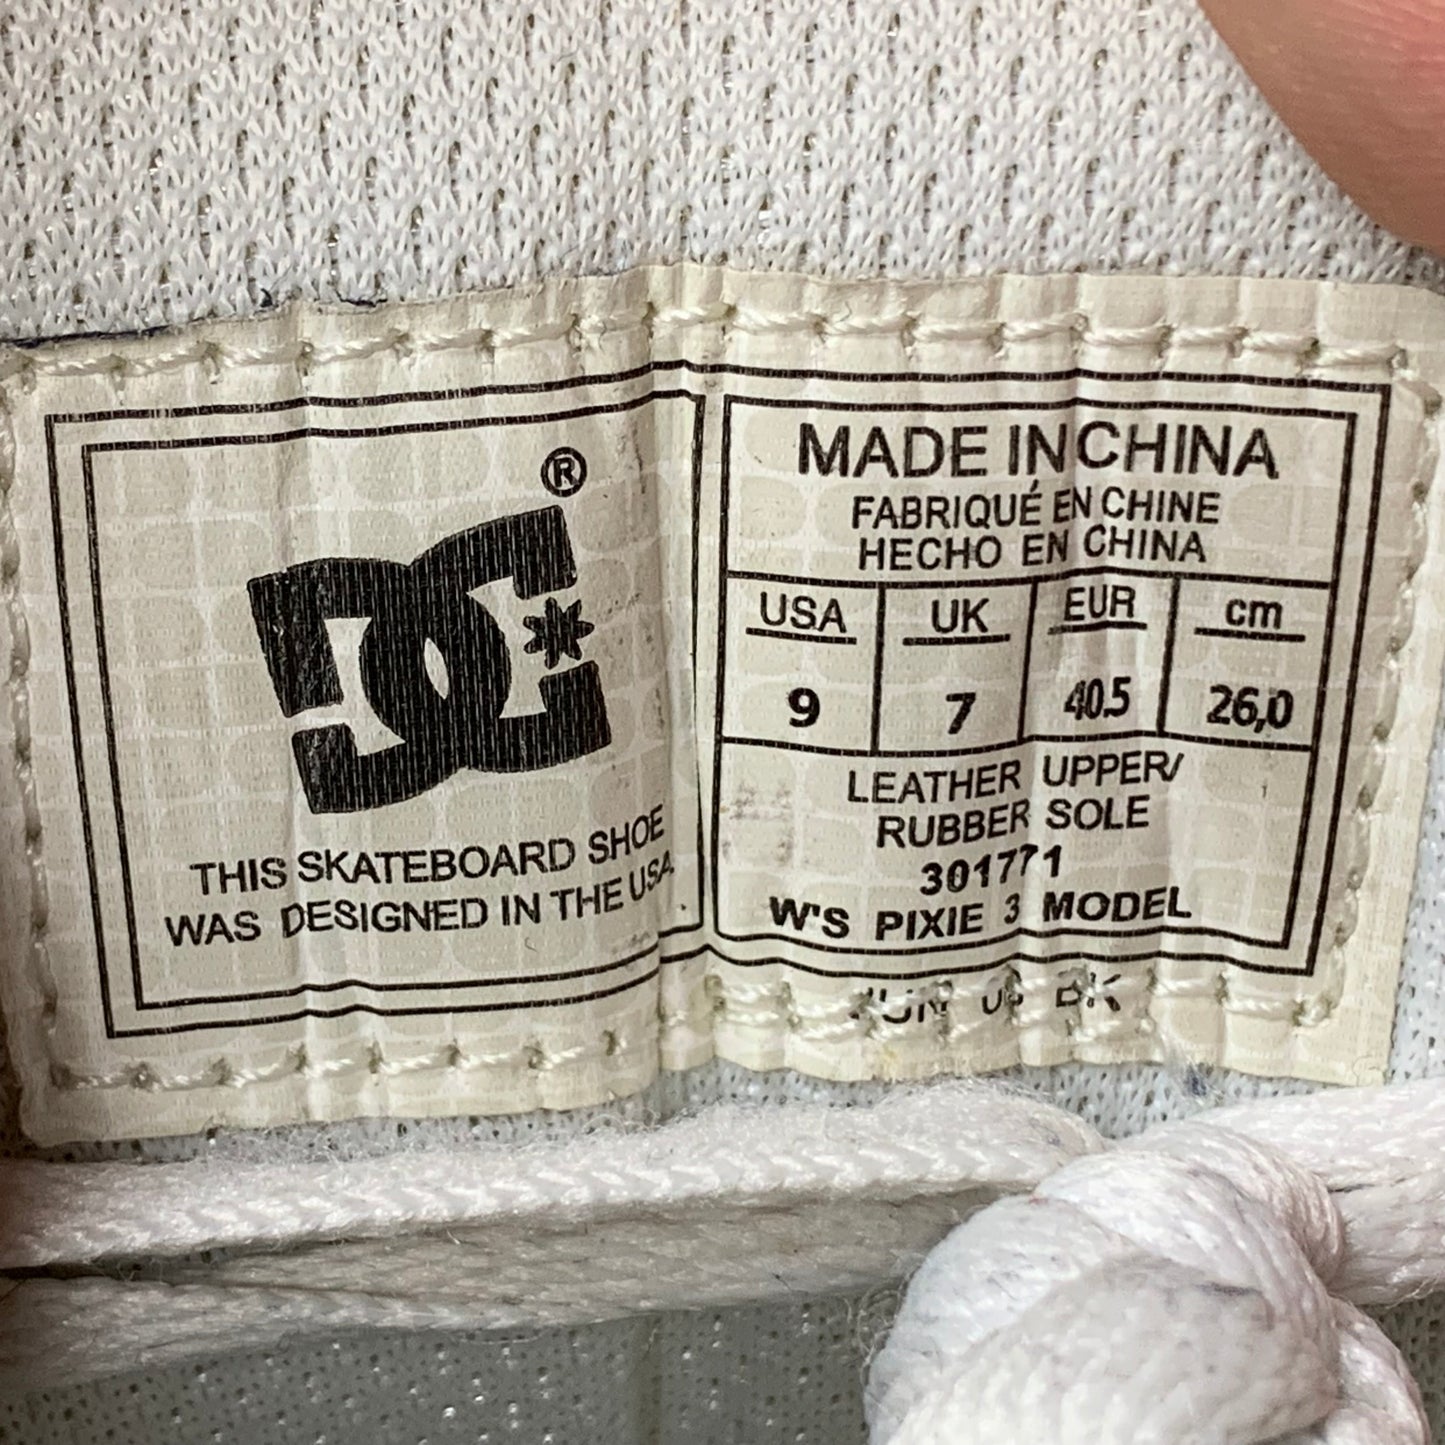 DC ®
THIS SKATEBOARD SHOE
WAS DESIGNED IN THE USA.
MADE IN CHINA
FABRIQUÉ EN CHINE
HECHO EN CHINA
USA UK EUR cm
9 7 40.5 26,0
LEATHER UPPER/
RUBBER SOLE
301771
W'S PIXIE 3 MODEL